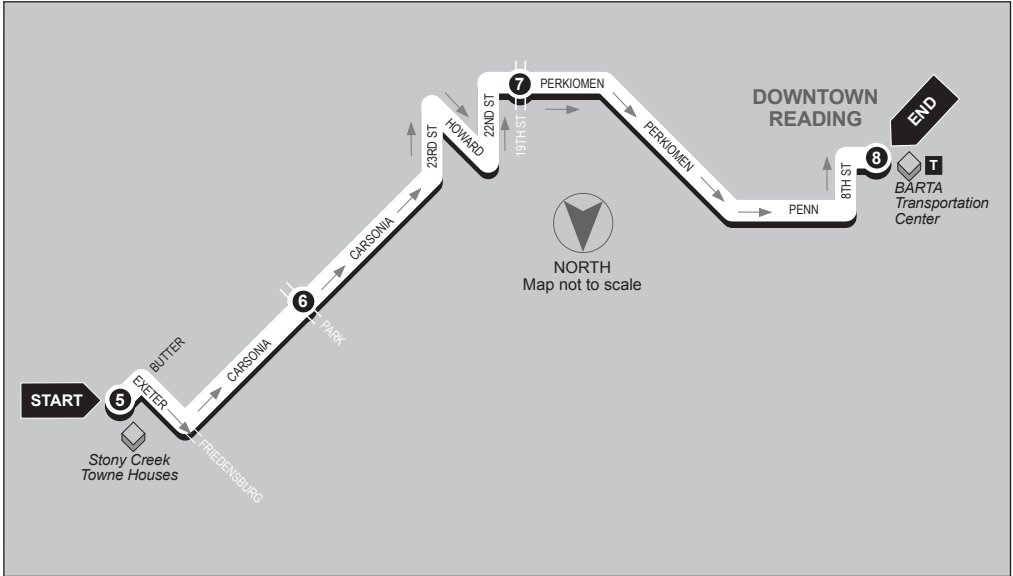 START
5
BUTTER
EXETER
Stony Creek
Towne Houses
FRIEDENSBURG
CARSONIA
6
PARK
CARSONIA
23RD ST
HOWARD
22ND ST
7
19TH ST
PERKIOMEN
PERKIOMEN
NORTH
Map not to scale
PENN
8TH ST
DOWNTOWN
READING
8
END
T
BARTA
Transportation
Center